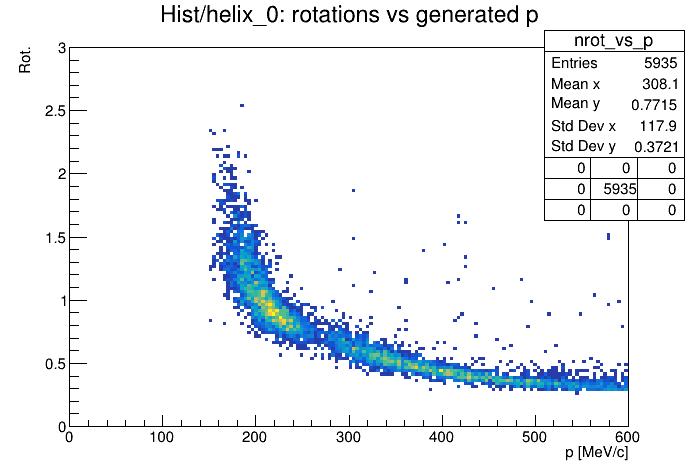 Hist/helix_0: rotations vs generated p
nrot_vs_p
Entries 5935
Mean x 308.1
Mean y 0.7715
Std Dev x 117.9
Std Dev y 0.3721
0 0 0
0 5935 0
0 0 0
Rot.
3
2.5
2
1.5
1
0.5
0
0 100 200 300 400 500 600
p [MeV/c]